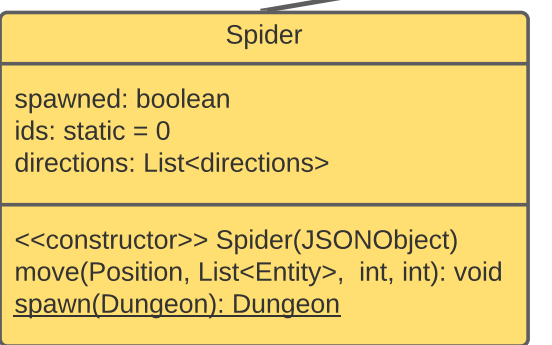 Spider
spawned: boolean
ids: static = 0
directions: List<directions>
<<constructor>> Spider(JSONObject)
move(Position, List<Entity>,  int, int): void
spawn(Dungeon): Dungeon